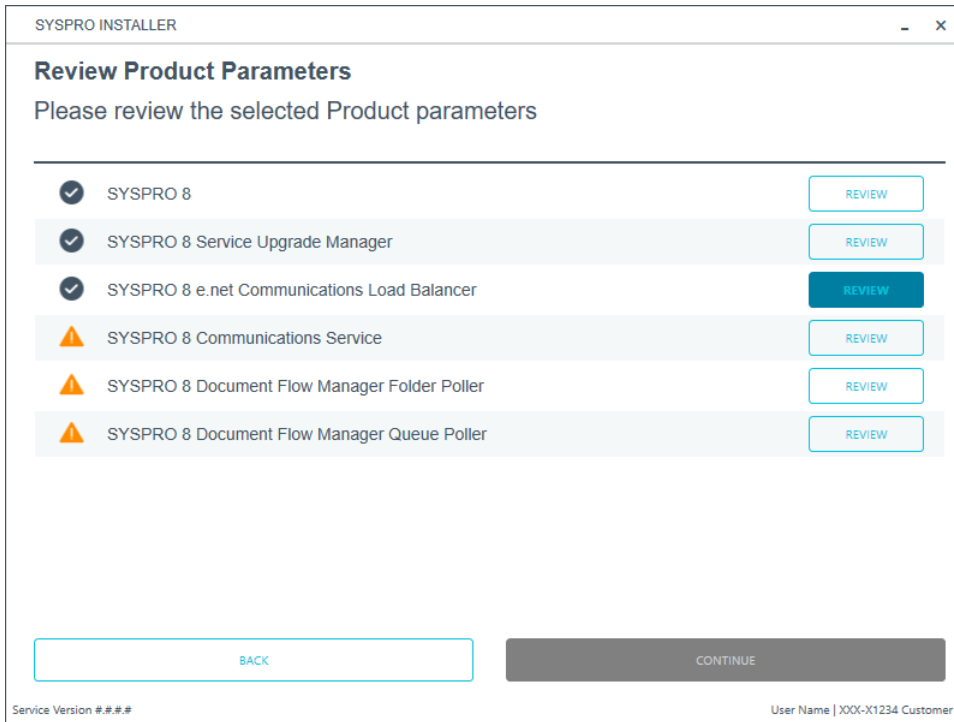 SYSPRO INSTALLER
Review Product Parameters
Please review the selected Product parameters
SYSPRO 8 REVIEW
SYSPRO 8 Service Upgrade Manager REVIEW
SYSPRO 8 e.net Communications Load Balancer REVIEW
SYSPRO 8 Communications Service REVIEW
SYSPRO 8 Document Flow Manager Folder Poller REVIEW
SYSPRO 8 Document Flow Manager Queue Poller REVIEW
BACK CONTINUE
Service Version #.#.#.# User Name | XXX-X1234 Customer